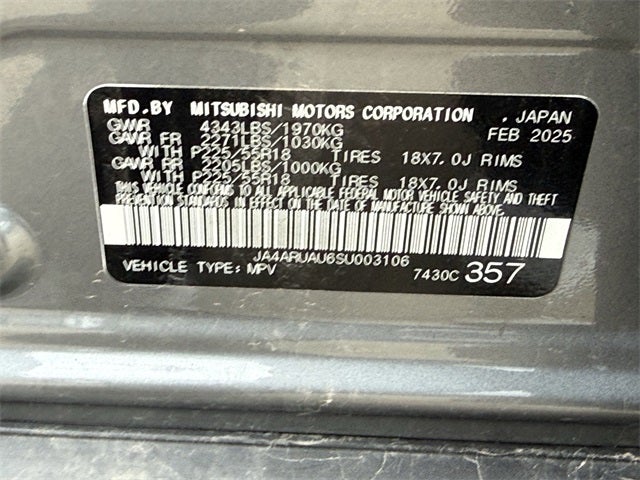 MFD. BY MITSUBISHI MOTORS CORPORATION , JAPAN
GVWR 4343LBS/1970KG FEB 2025
GAWR FR 2271LBS/1030KG
WITH P225/55R18 TIRES 18X7.0J RIMS
GAWR RR 2205LBS/1000KG
WITH P225/55R18 TIRES 18X7.0J RIMS
THIS VEHICLE CONFORMS TO ALL APPLICABLE FEDERAL MOTOR VEHICLE SAFETY AND THEFT
PREVENTION STANDARDS IN EFFECT ON THE DATE OF MANUFACTURE SHOWN ABOVE.
JA4ARUAU6SU003106
VEHICLE TYPE: MPV 7430C 357